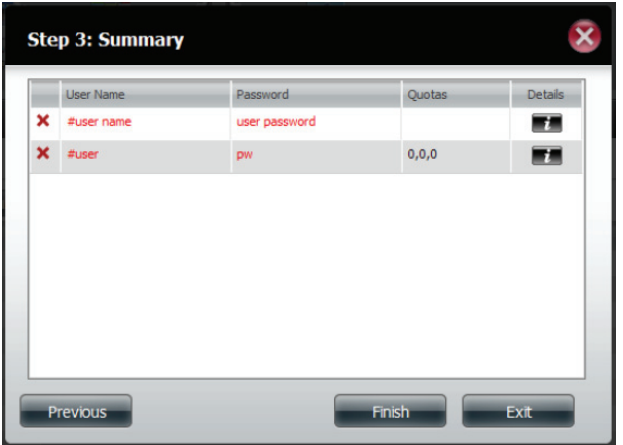 Step 3: Summary
User Name Password Quotas Details
#user name user password i
#user pw 0,0,0 i
Previous Finish Exit